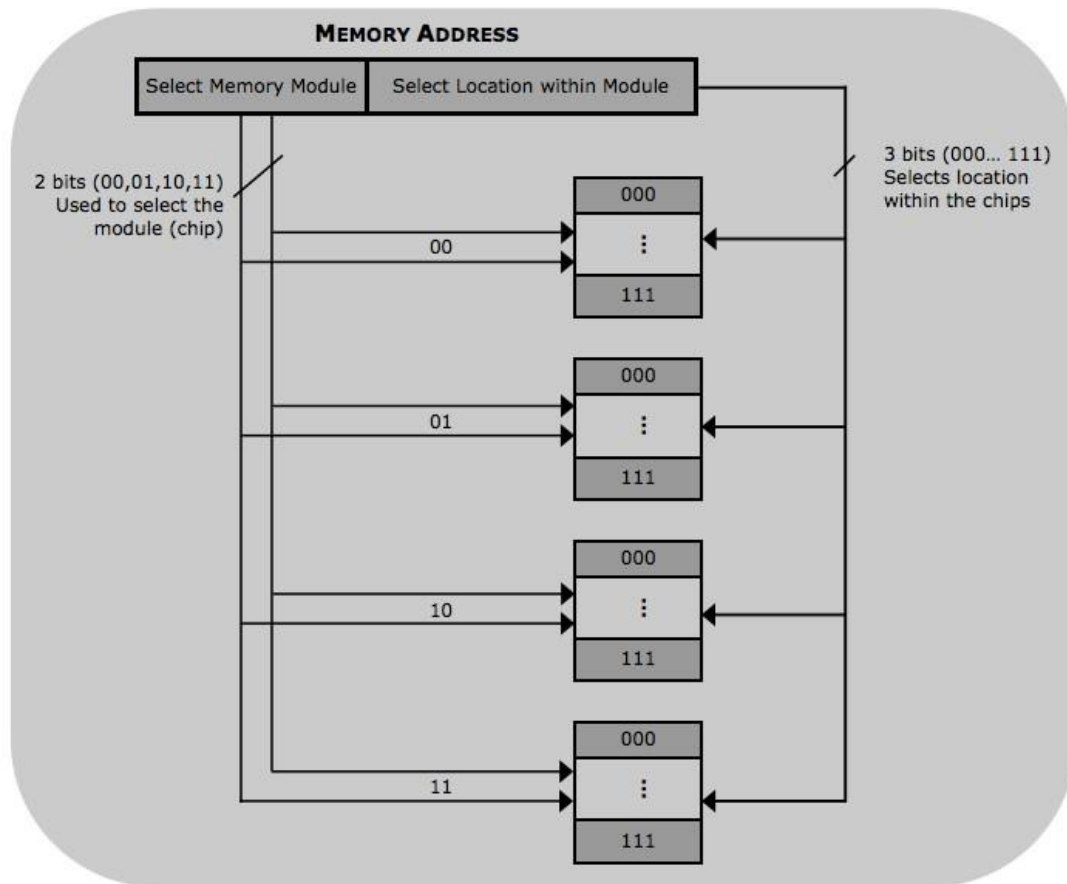 MEMORY ADDRESS
Select Memory Module
Select Location within Module
2 bits (00,01,10,11)
Used to select the
module (chip)
3 bits (000... 111)
Selects location
within the chips
000
⋮
111
00
000
⋮
111
01
000
⋮
111
10
000
⋮
111
11